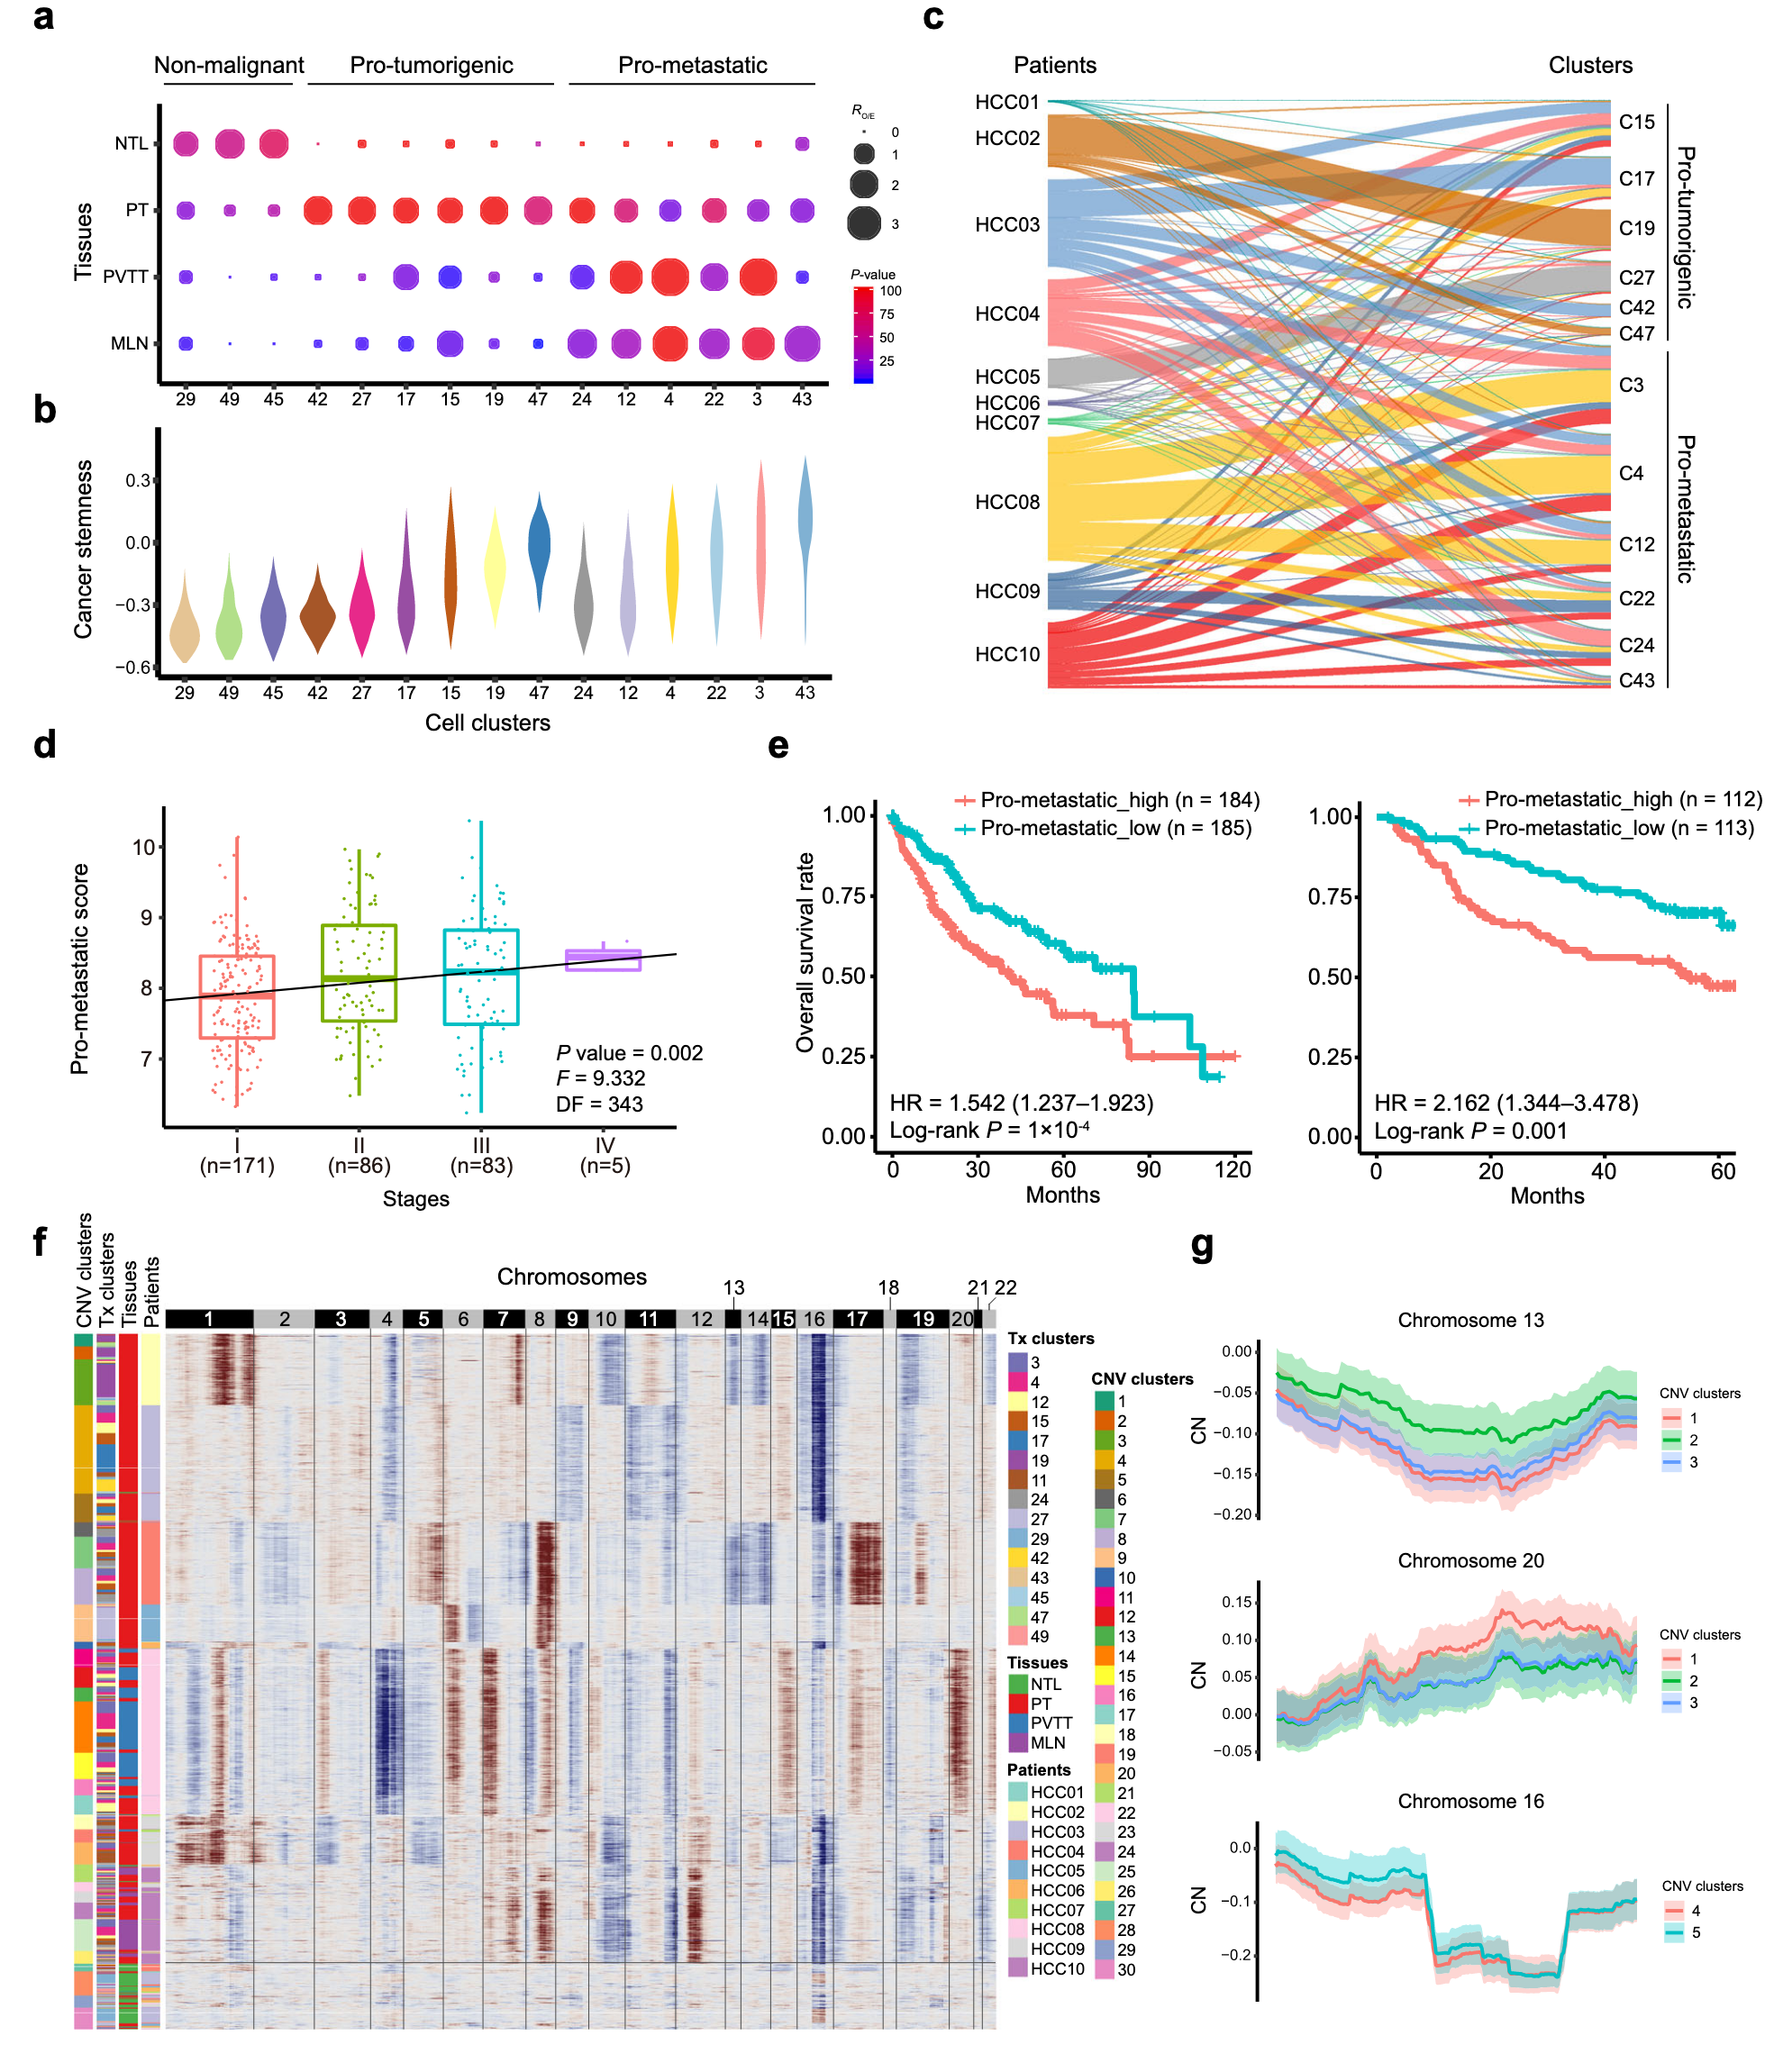 a
Non-malignant Pro-tumorigenic Pro-metastatic
Tissues
NTL
PT
PVTT
MLN
29 49 45 42 27 17 15 19 47 24 12 4 22 3 43
R O/E
0
1
2
3
P-value
100
75
50
25
b
Cancer stemness
0.3
0.0
−0.3
−0.6
29 49 45 42 27 17 15 19 47 24 12 4 22 3 43
Cell clusters
c
Patients Clusters
HCC01
HCC02
HCC03
HCC04
HCC05
HCC06
HCC07
HCC08
HCC09
HCC10
C15
C17
C19
C27
C42
C47
C3
C4
C12
C22
C24
C43
Pro-tumorigenic
Pro-metastatic
d
Pro-metastatic score
10
9
8
7
P value = 0.002
F = 9.332
DF = 343
I II III IV
(n=171) (n=86) (n=83) (n=5)
Stages
e
Overall survival rate
Pro-metastatic_high (n = 184)
Pro-metastatic_low (n = 185)
1.00
0.75
0.50
0.25
0.00
HR = 1.542 (1.237–1.923)
Log-rank P = 1×10-4
0 30 60 90 120
Months
Pro-metastatic_high (n = 112)
Pro-metastatic_low (n = 113)
1.00
0.75
0.50
0.25
0.00
HR = 2.162 (1.344–3.478)
Log-rank P = 0.001
0 20 40 60
Months
f
CNV clusters
Tx clusters
Tissues
Patients
Chromosomes
13 18 21 22
1 2 3 4 5 6 7 8 9 10 11 12 14 15 16 17 19 20
Tx clusters
3
4
12
15
17
19
11
24
27
29
42
43
45
47
49
Tissues
NTL
PT
PVTT
MLN
Patients
HCC01
HCC02
HCC03
HCC04
HCC05
HCC06
HCC07
HCC08
HCC09
HCC10
CNV clusters
1
2
3
4
5
6
7
8
9
10
11
12
13
14
15
16
17
18
19
20
21
22
23
24
25
26
27
28
29
30
g
Chromosome 13
CN
0.00
−0.05
−0.10
−0.15
−0.20
CNV clusters
1
2
3
Chromosome 20
CN
0.15
0.10
0.05
0.00
−0.05
CNV clusters
1
2
3
Chromosome 16
CN
0.0
−0.1
−0.2
CNV clusters
4
5